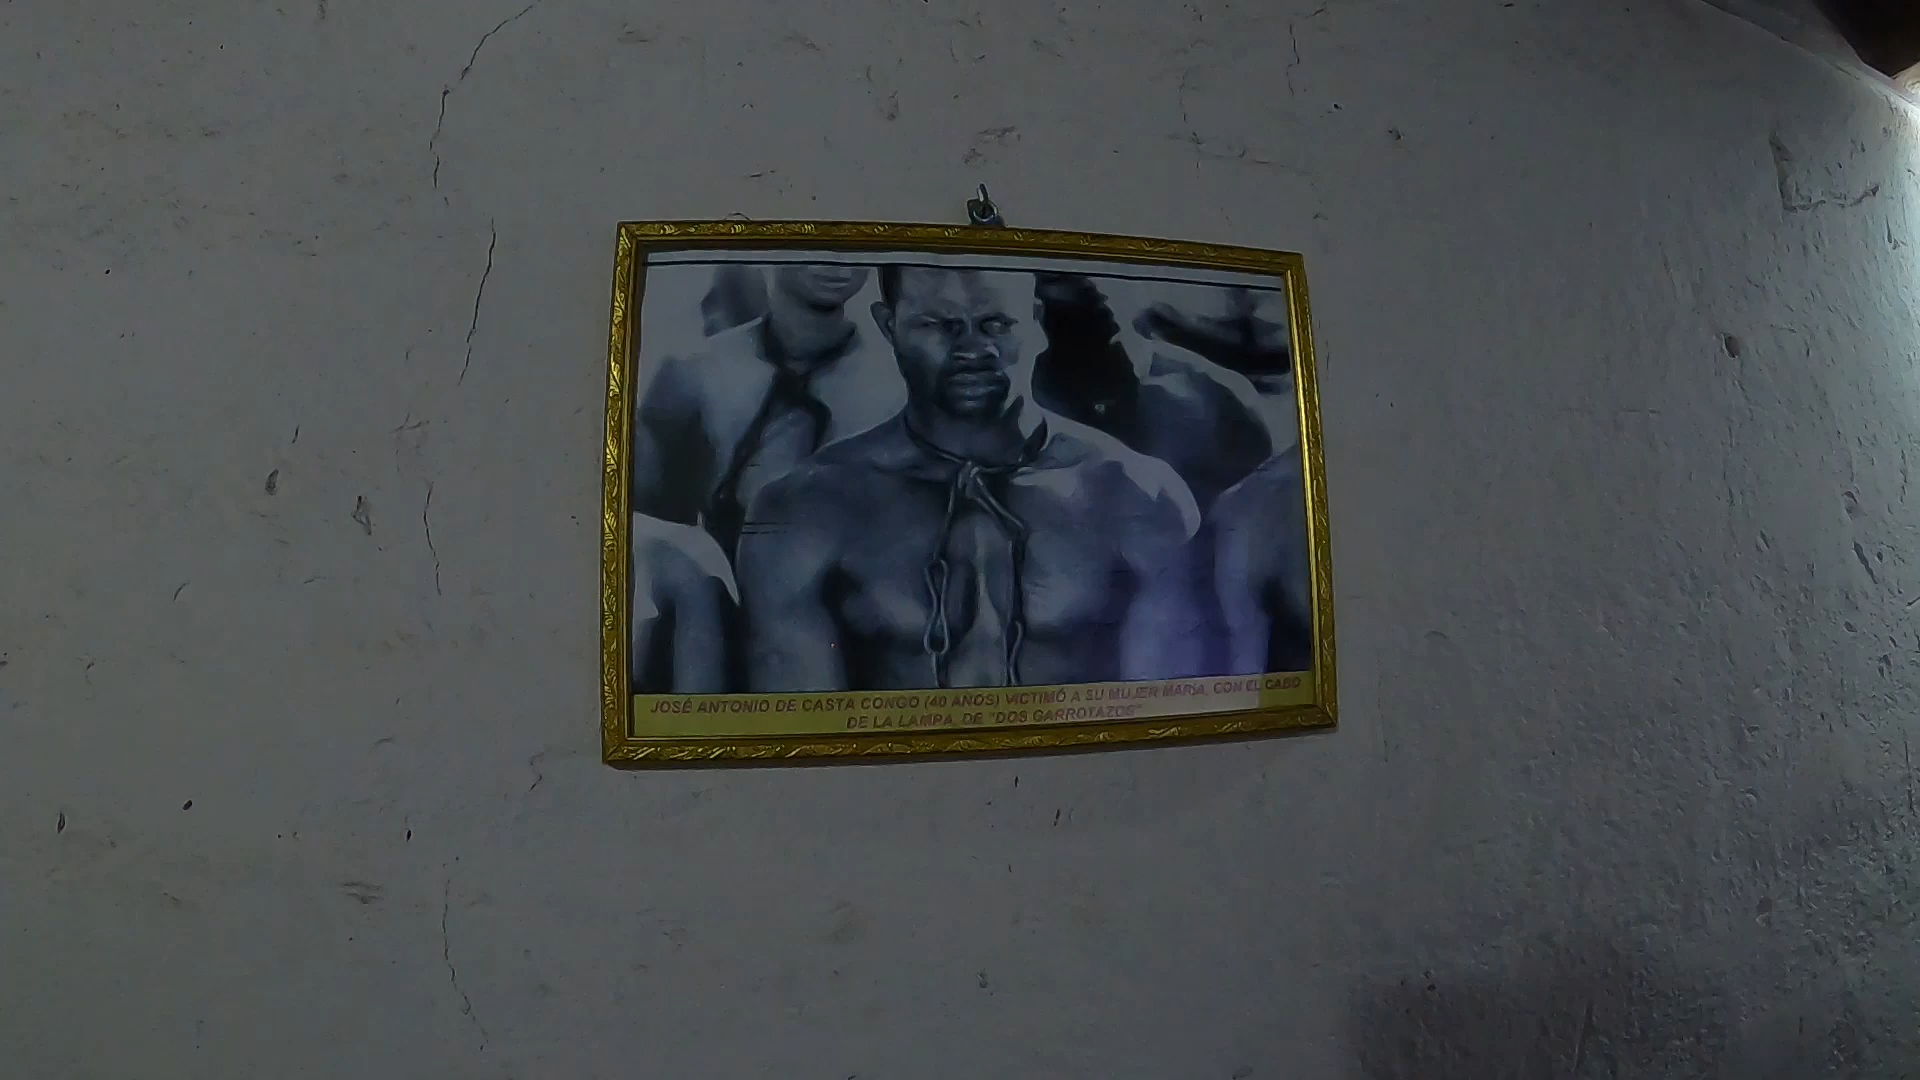 JOSÉ ANTONIO DE CASTA CONGO (40 AÑOS) VICTIMÓ A SU MUJER MARÍA, CON EL CABO
DE LA LAMPA, DE "DOS GARROTAZOS"